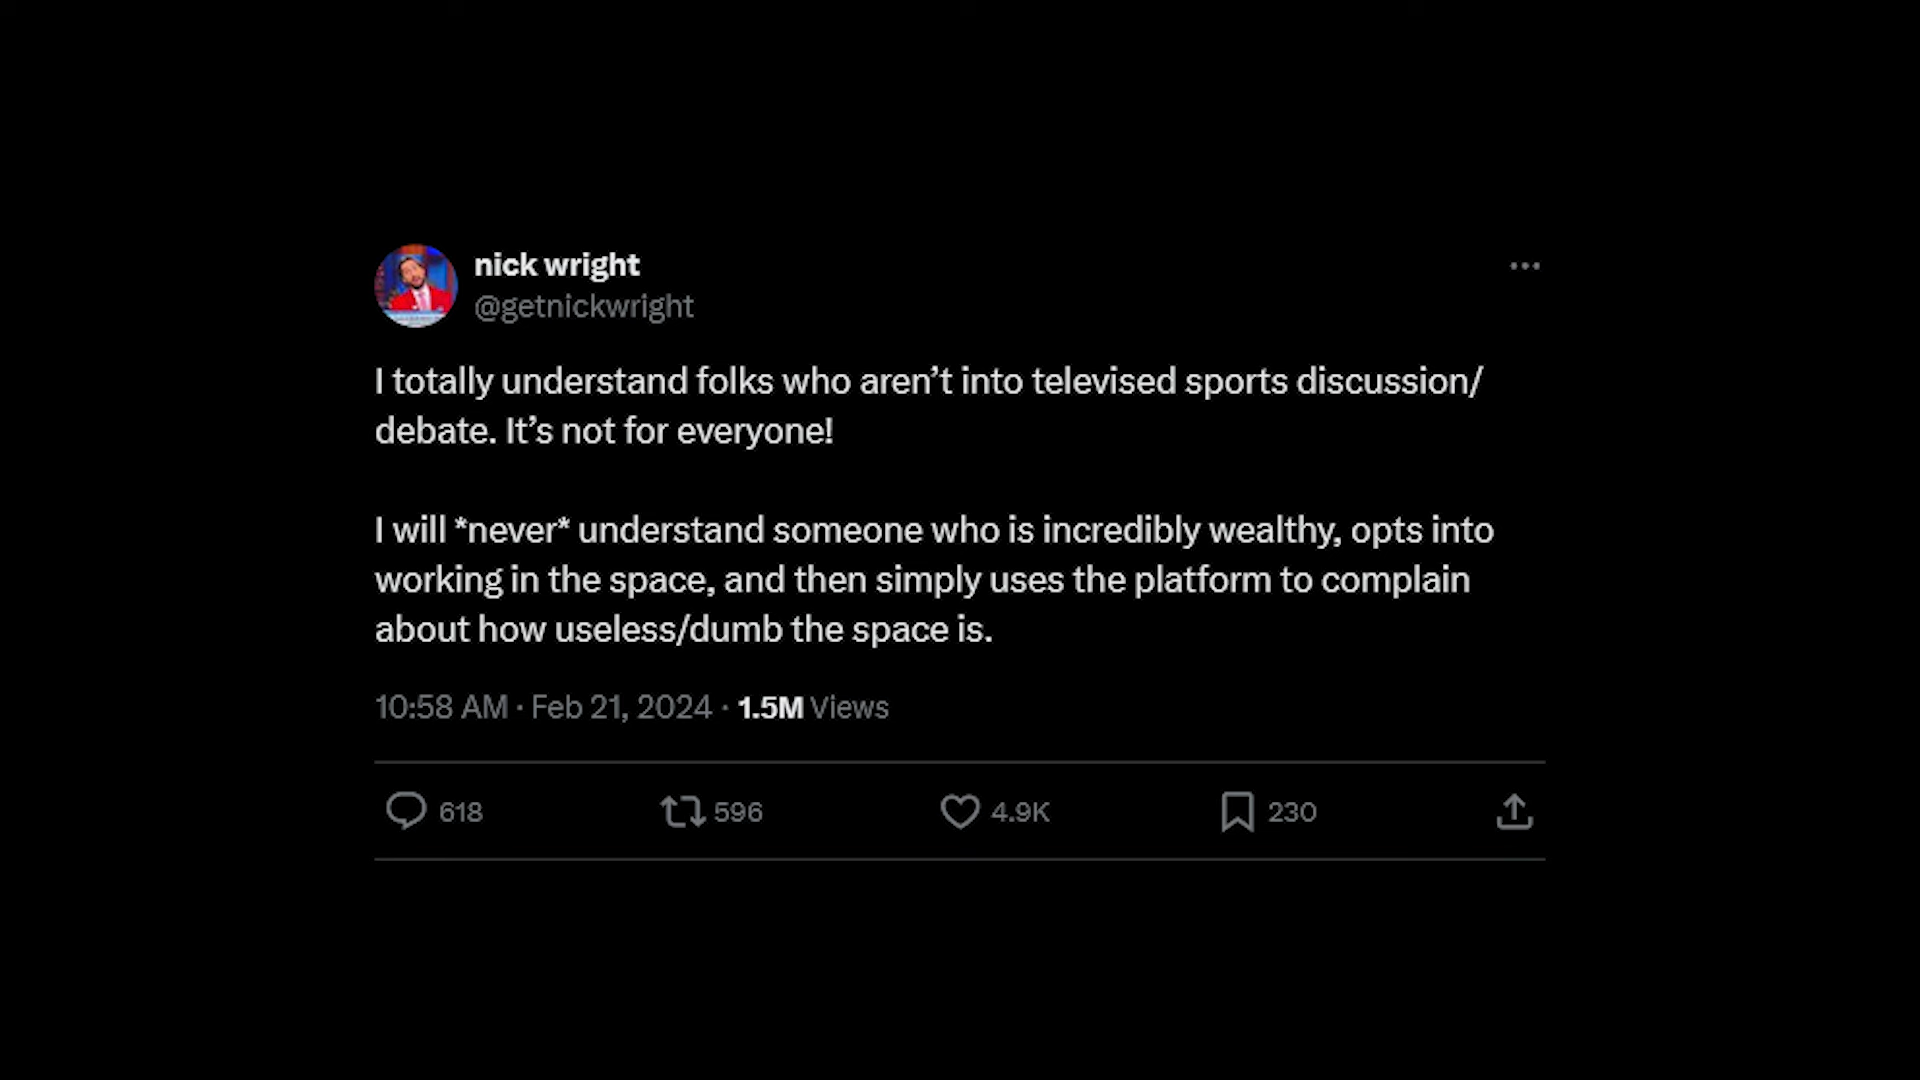 nick wright
@getnickwright
I totally understand folks who aren’t into televised sports discussion/
debate. It’s not for everyone!
I will *never* understand someone who is incredibly wealthy, opts into
working in the space, and then simply uses the platform to complain
about how useless/dumb the space is.
10:58 AM · Feb 21, 2024 · 1.5M Views
618 596 4.9K 230